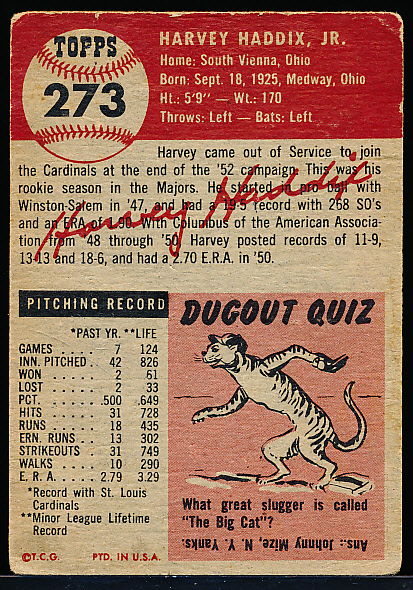 TOPPS
273
HARVEY HADDIX, JR.
Home: South Vienna, Ohio
Born: Sept. 18, 1925, Medway, Ohio
Ht.: 5'9" — Wt.: 170
Throws: Left — Bats: Left
Harvey came out of Service to join
the Cardinals at the end of the '52 campaign. This was his
rookie season in the Majors. He started in pro ball with
Winston-Salem in '47, and had a 19-5 record with 268 SO's
and an ERA of With Columbus of the American Associa-
tion from '48 through '50, Harvey posted records of 11-9,
13-13 and 18-6, and had a 2.70 E.R.A. in '50.
Harvey Haddix
PITCHING RECORD
*PAST YR. **LIFE
GAMES . . . . 7 124
INN. PITCHED . 42 826
WON . . . . . 2 61
LOST . . . . . 2 33
PCT. . . . . . .500 .649
HITS . . . . . 31 728
RUNS . . . . . 18 435
ERN. RUNS . . 13 302
STRIKEOUTS . 31 749
WALKS . . . . 10 290
E. R. A. . . . . 2.79 3.29
*Record with St. Louis
Cardinals
**Minor League Lifetime
Record
©T.C.G. PTD. IN U.S.A.
DUGOUT QUIZ
What great slugger is called
"The Big Cat"?
Ans.: Johnny Mize, N. Y. Yanks.